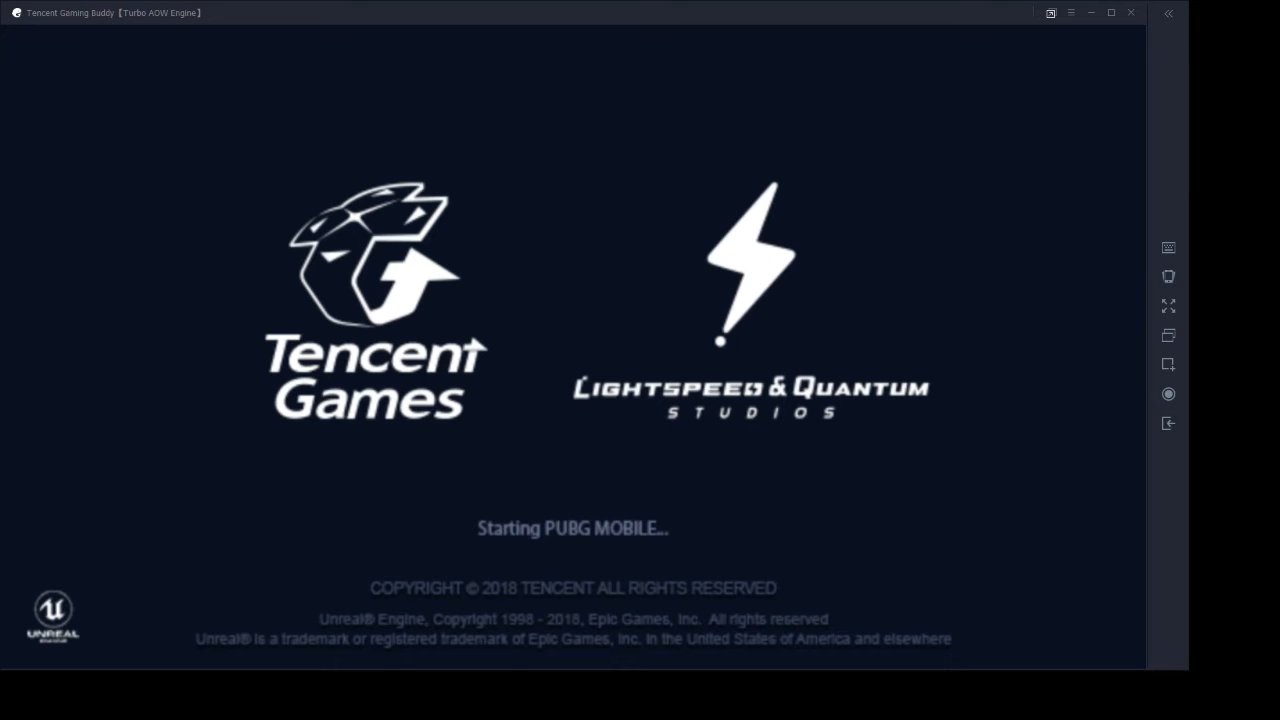 Tencent Gaming Buddy【Turbo AOW Engine】
Tencent
Games
LIGHTSPEED & QUANTUM
STUDIOS
Starting PUBG MOBILE...
COPYRIGHT © 2018 TENCENT ALL RIGHTS RESERVED
Unreal® Engine, Copyright 1998 - 2018, Epic Games, Inc. All rights reserved
UNREAL
ENGINE
Unreal® is a trademark or registered trademark of Epic Games, Inc. in the United States of America and elsewhere